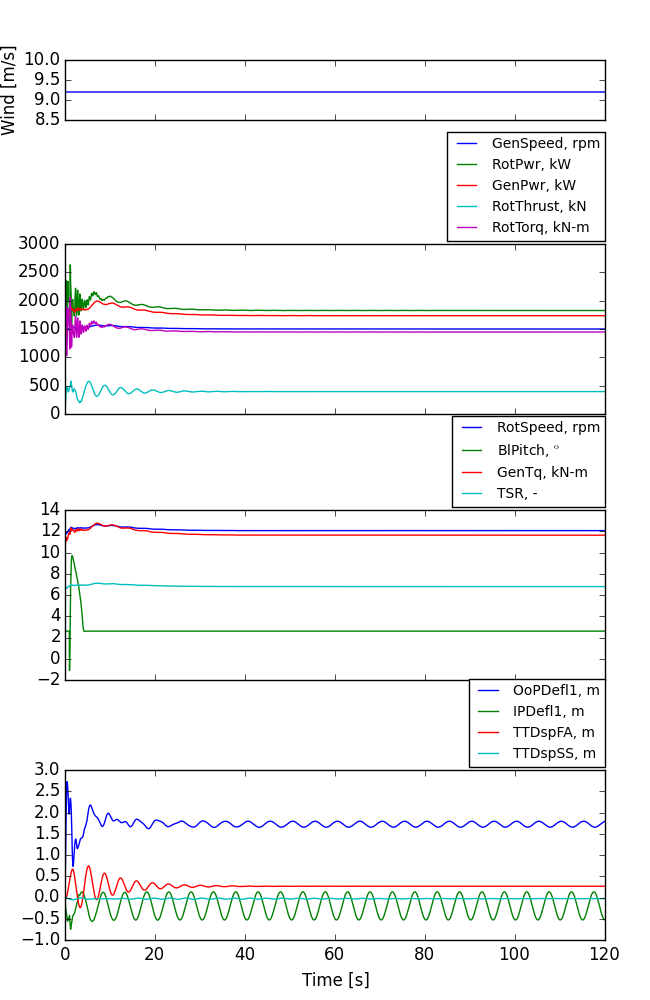 Wind [m/s]
10.0
9.5
9.0
8.5
GenSpeed, rpm
RotPwr, kW
GenPwr, kW
RotThrust, kN
RotTorq, kN-m
3000
2500
2000
1500
1000
500
0
RotSpeed, rpm
BlPitch, °
GenTq, kN-m
TSR, -
14
12
10
8
6
4
2
0
−2
OoPDefl1, m
IPDefl1, m
TTDspFA, m
TTDspSS, m
3.0
2.5
2.0
1.5
1.0
0.5
0.0
−0.5
−1.0
0 20 40 60 80 100 120
Time [s]